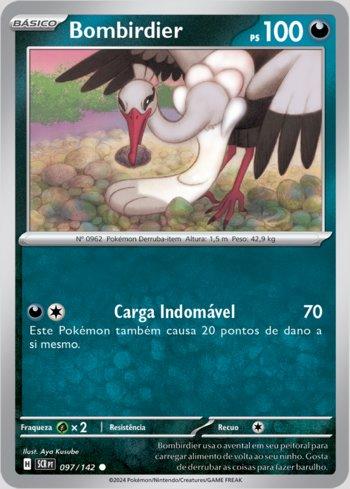 BÁSICO
Bombirdier
PS 100
Nº 0962 Pokémon Derruba-item Altura: 1,5 m Peso: 42,9 kg
Carga Indomável 70
Este Pokémon também causa 20 pontos de dano a
si mesmo.
Fraqueza ×2 Resistência Recuo
Ilust. Aya Kusube
H SCR PT 097/142
Bombirdier usa o avental em seu peitoral para
carregar alimento de volta ao seu ninho. Gosta
de derrubar as coisas para fazer barulho.
©2024 Pokémon/Nintendo/Creatures/GAME FREAK